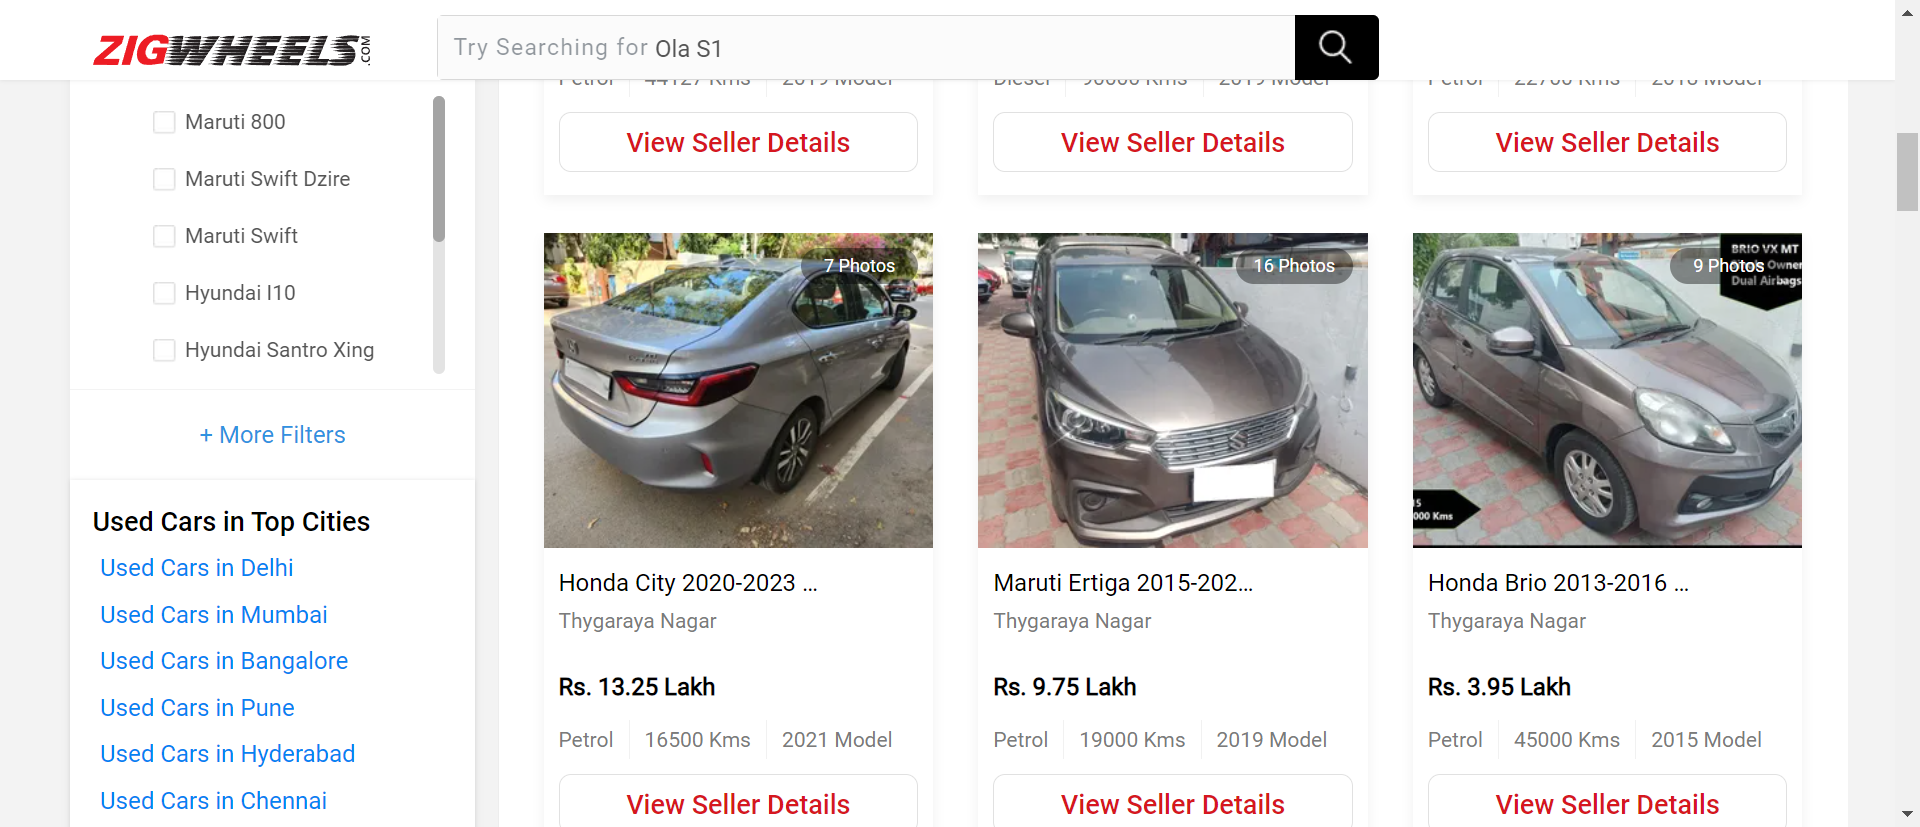 ZIGWHEELS.COM
Try Searching for Ola S1
Maruti 800
Maruti Swift Dzire
Maruti Swift
Hyundai I10
Hyundai Santro Xing
+ More Filters
Used Cars in Top Cities
Used Cars in Delhi
Used Cars in Mumbai
Used Cars in Bangalore
Used Cars in Pune
Used Cars in Hyderabad
Used Cars in Chennai
Petrol 44127 Kms 2019 Model
View Seller Details
Diesel 90000 Kms 2019 Model
View Seller Details
Petrol 22700 Kms 2018 Model
View Seller Details
7 Photos
Honda City 2020-2023 ...
Thygaraya Nagar
Rs. 13.25 Lakh
Petrol 16500 Kms 2021 Model
View Seller Details
16 Photos
Maruti Ertiga 2015-202...
Thygaraya Nagar
Rs. 9.75 Lakh
Petrol 19000 Kms 2019 Model
View Seller Details
BRIO VX MT
9 Photos
Owner
Dual Airbags
15
000 Kms
Honda Brio 2013-2016 ...
Thygaraya Nagar
Rs. 3.95 Lakh
Petrol 45000 Kms 2015 Model
View Seller Details